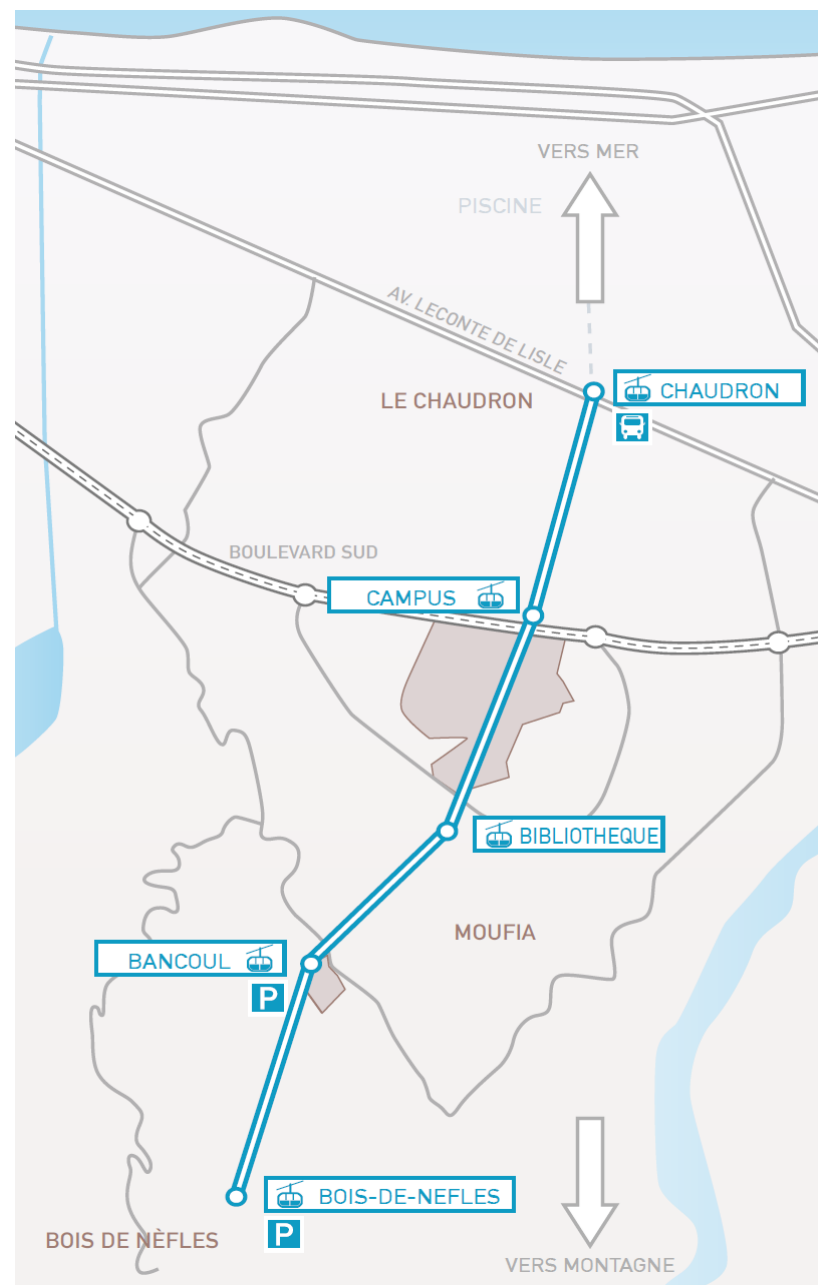 VERS MER
PISCINE
AV. LECONTE DE LISLE
CHAUDRON
LE CHAUDRON
BOULEVARD SUD
CAMPUS
BIBLIOTHEQUE
MOUFIA
BANCOUL
P
BOIS-DE-NEFLES
P
BOIS DE NÈFLES
VERS MONTAGNE